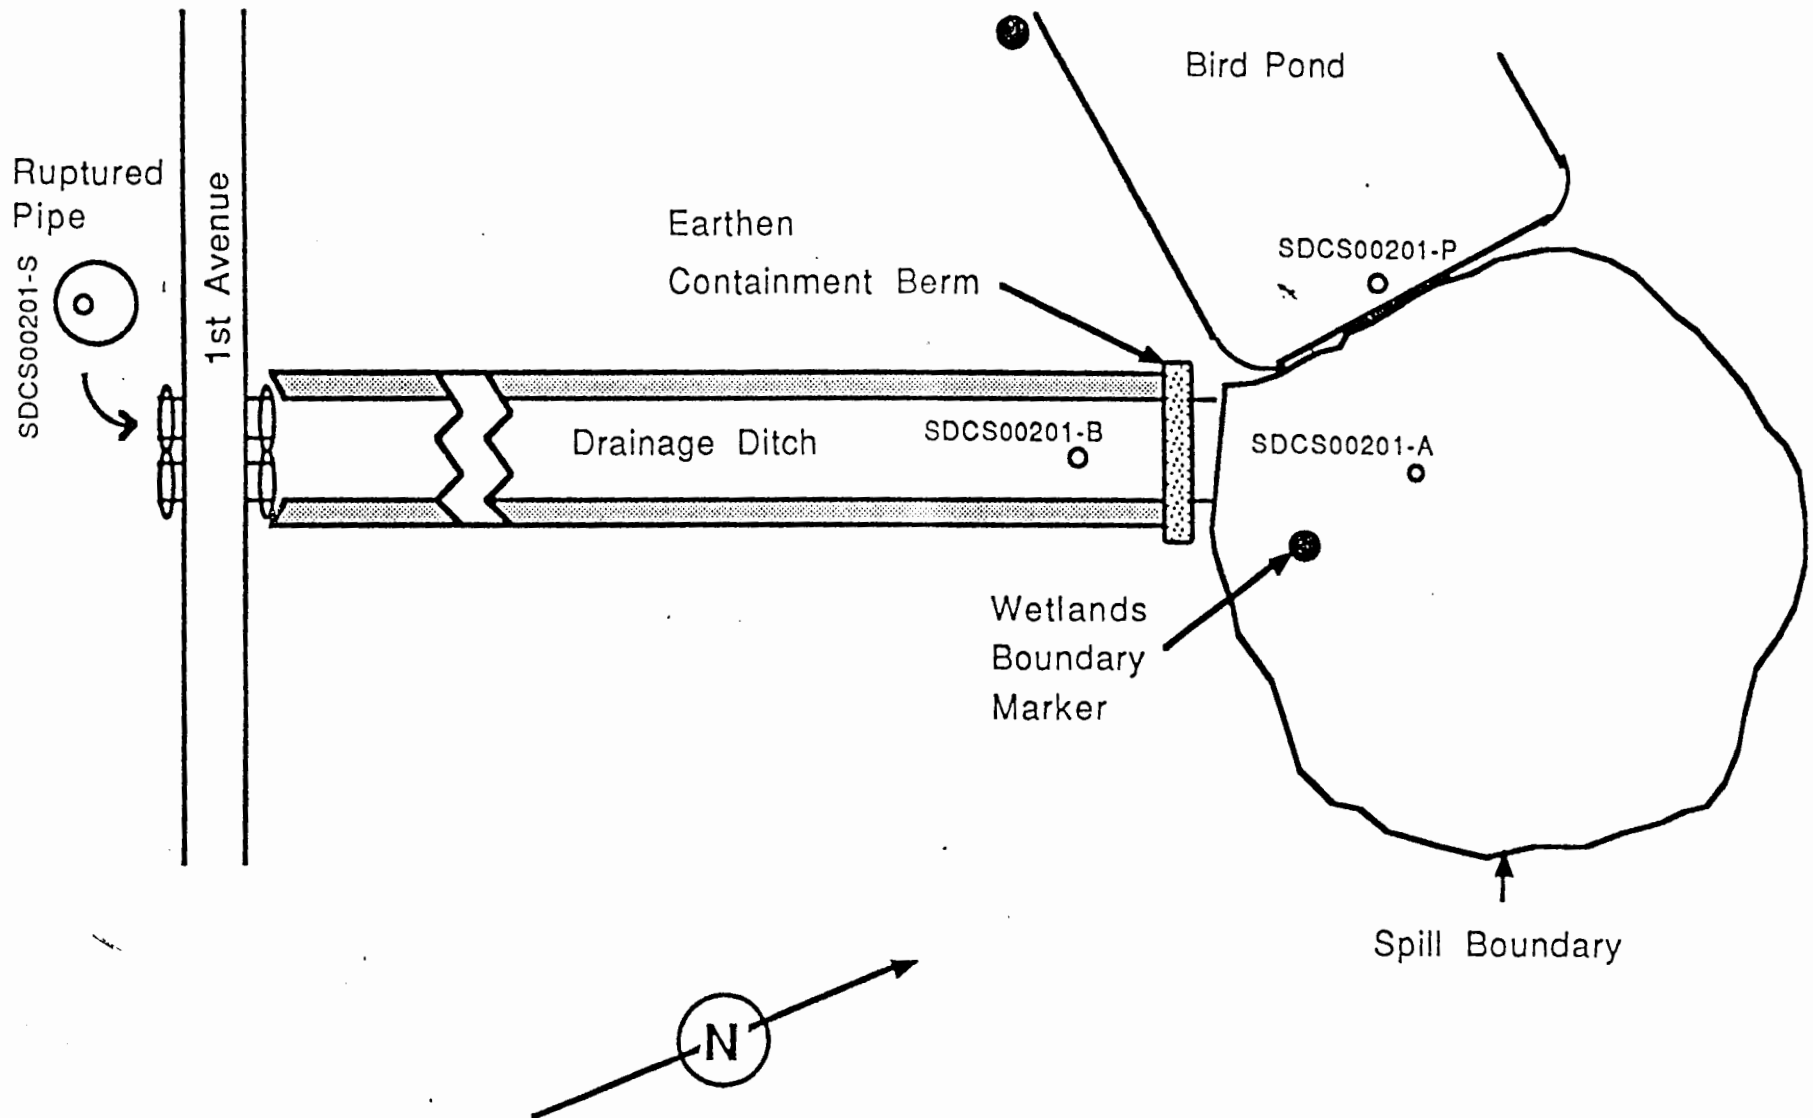 Bird Pond
Ruptured
Pipe
SDCS00201-S
1st Avenue
Earthen
Containment Berm
SDCS00201-P
Drainage Ditch
SDCS00201-B
SDCS00201-A
Wetlands
Boundary
Marker
Spill Boundary
N